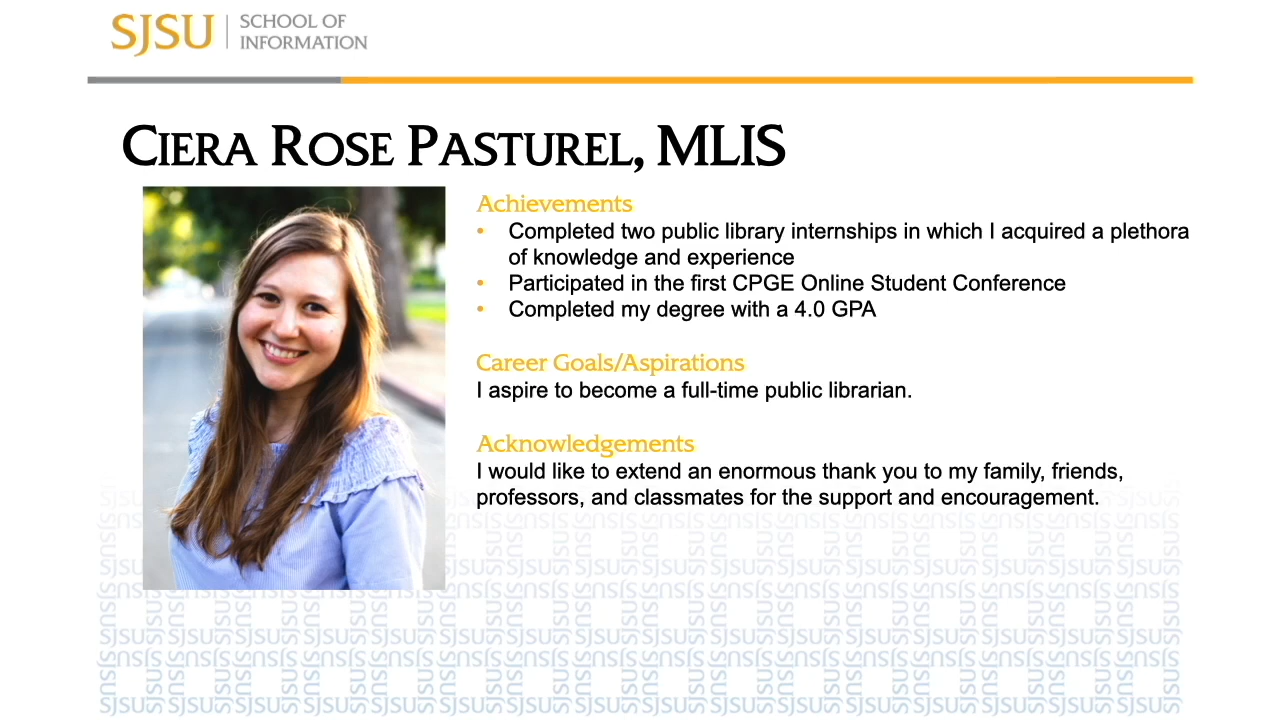 SJSU SCHOOL OF
INFORMATION
CIERA ROSE PASTUREL, MLIS
Achievements
• Completed two public library internships in which I acquired a plethora
of knowledge and experience
• Participated in the first CPGE Online Student Conference
• Completed my degree with a 4.0 GPA
Career Goals/Aspirations
I aspire to become a full-time public librarian.
Acknowledgements
I would like to extend an enormous thank you to my family, friends,
professors, and classmates for the support and encouragement.